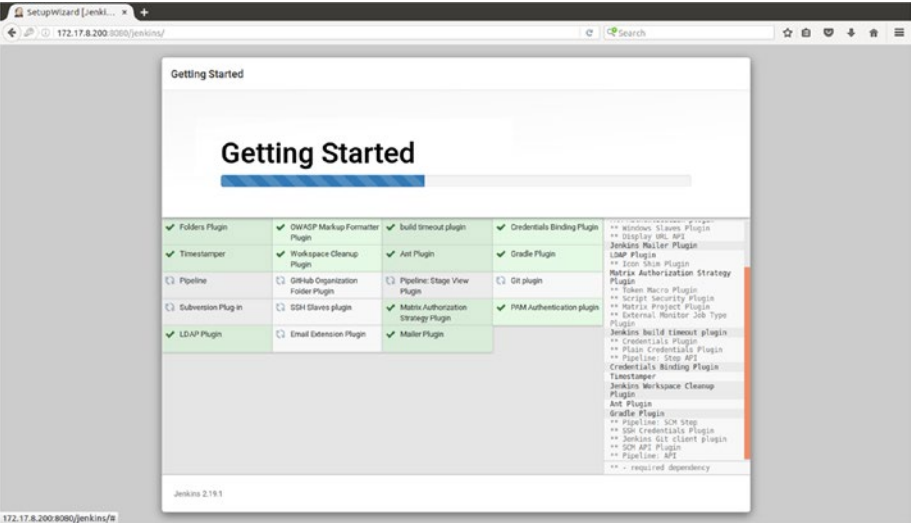 SetupWizard [Jenki...
172.17.8.200:8080/jenkins/
Search
Getting Started
Getting Started
Folders Plugin
OWASP Markup Formatter Plugin
build timeout plugin
Credentials Binding Plugin
Timestamper
Workspace Cleanup Plugin
Ant Plugin
Gradle Plugin
Pipeline
GitHub Organization Folder Plugin
Pipeline: Stage View Plugin
Git plugin
Subversion Plug-in
SSH Slaves plugin
Matrix Authorization Strategy Plugin
PAM Authentication plugin
LDAP Plugin
Email Extension Plugin
Mailer Plugin
** Windows Slaves Plugin
** Display URL API
Jenkins Mailer Plugin
LDAP Plugin
** Icon Shim Plugin
Matrix Authorization Strategy
Plugin
** Token Macro Plugin
** Script Security Plugin
** Matrix Project Plugin
** External Monitor Job Type
Plugin
Jenkins build timeout plugin
** Credentials Plugin
** Plain Credentials Plugin
** Pipeline: Step API
Credentials Binding Plugin
Timestamper
Jenkins Workspace Cleanup
Plugin
Ant Plugin
Gradle Plugin
** Pipeline: SCM Step
** SSH Credentials Plugin
** Jenkins Git client plugin
** SCM API Plugin
** Pipeline: API
** - required dependency
Jenkins 2.19.1
172.17.8.200:8080/jenkins/#